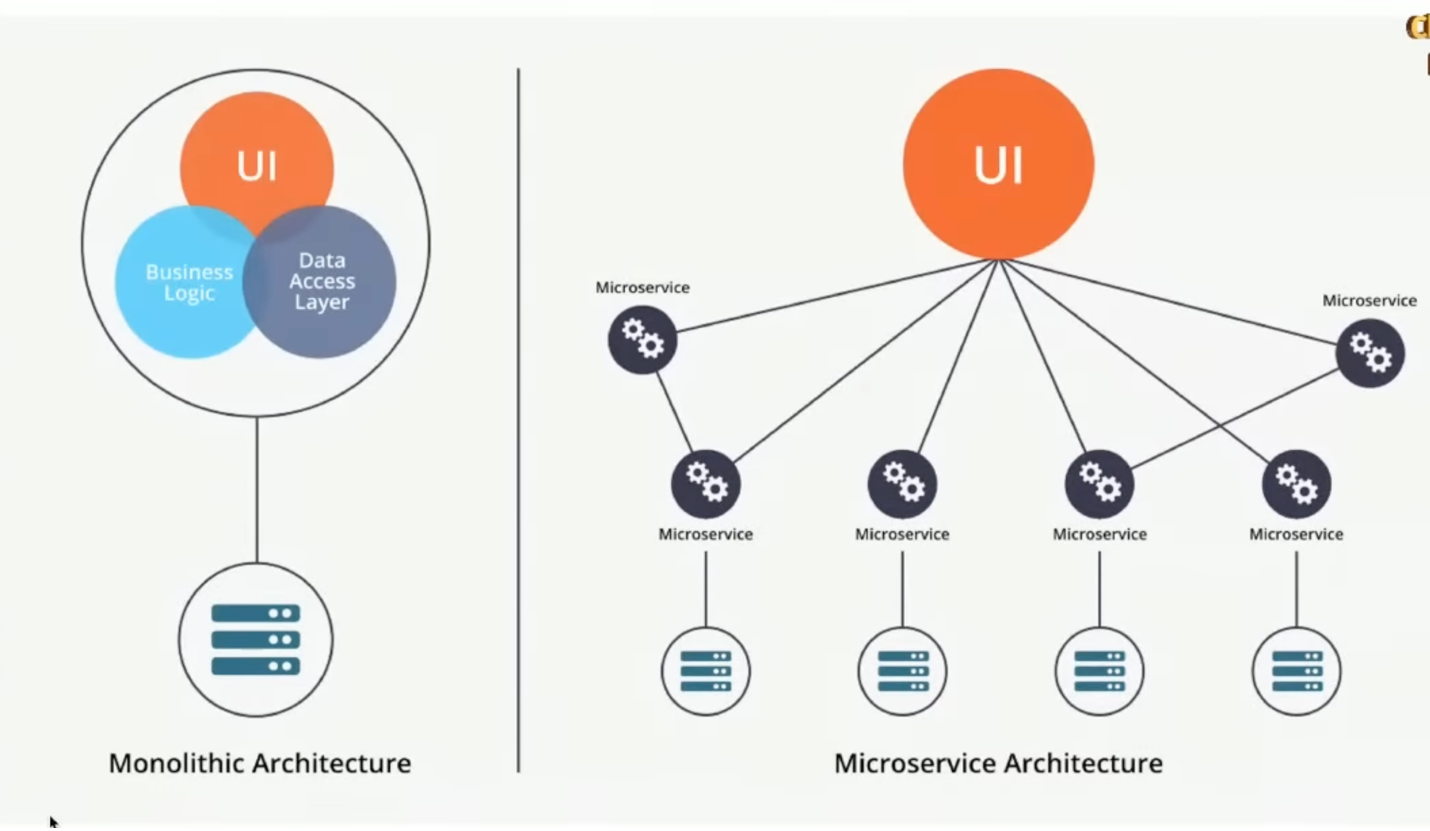 UI
Business
Logic
Data
Access
Layer
Monolithic Architecture
UI
Microservice
Microservice
Microservice
Microservice
Microservice
Microservice
Microservice Architecture